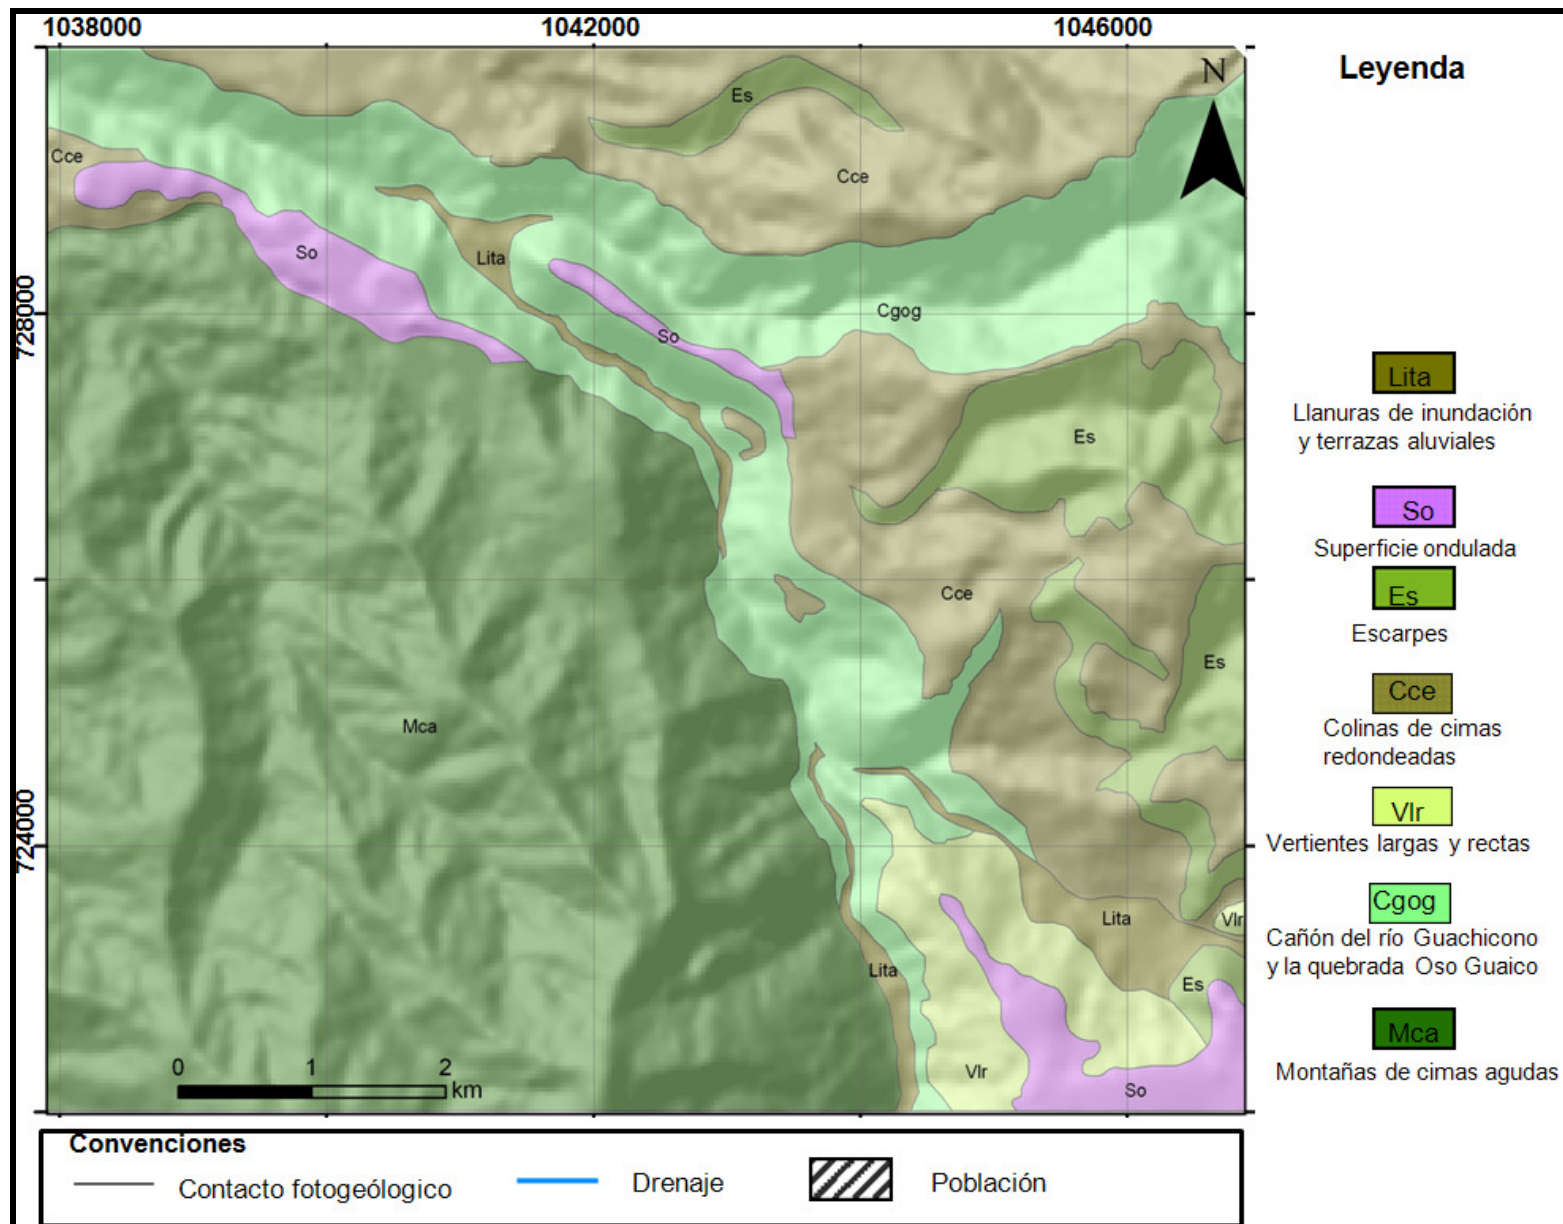 1038000
1042000
1046000
N
Es
Cce
Cce
So
Lita
Cgog
So
728000
Es
Cce
Es
Mca
724000
Lita
Vlr
Lita
Es
Vlr
So
0 1 2
km
Leyenda
Lita
Llanuras de inundación
y terrazas aluviales
So
Superficie ondulada
Es
Escarpes
Cce
Colinas de cimas
redondeadas
Vlr
Vertientes largas y rectas
Cgog
Cañón del río Guachicono
y la quebrada Oso Guaico
Mca
Montañas de cimas agudas
Convenciones
Contacto fotogéologico
Drenaje
Población